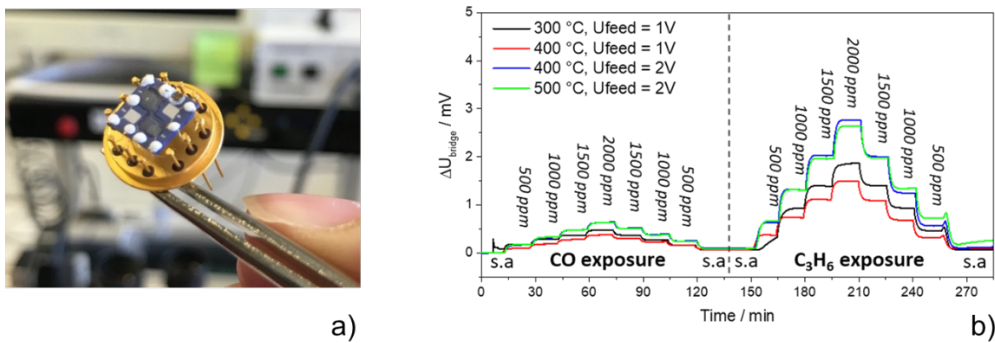 300 °C, Ufeed = 1V
400 °C, Ufeed = 1V
400 °C, Ufeed = 2V
500 °C, Ufeed = 2V
ΔUbridge / mV
5
4
3
2
1
0
500 ppm
1000 ppm
1500 ppm
2000 ppm
1500 ppm
1000 ppm
500 ppm
500 ppm
1000 ppm
1500 ppm
2000 ppm
1500 ppm
1000 ppm
500 ppm
s.a CO exposure s.a s.a C3H6 exposure s.a
0 30 60 90 120 150 180 210 240 270
Time / min
a)
b)